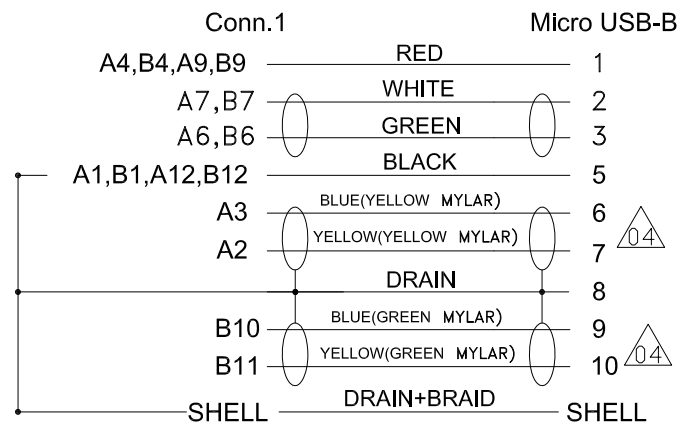 Conn.1 Micro USB-B
A4,B4,A9,B9 RED 1
A7,B7 WHITE 2
A6,B6 GREEN 3
A1,B1,A12,B12 BLACK 5
A3 BLUE(YELLOW MYLAR) 6
A2 YELLOW(YELLOW MYLAR) 7 04
DRAIN 8
B10 BLUE(GREEN MYLAR) 9
B11 YELLOW(GREEN MYLAR) 10 04
SHELL DRAIN+BRAID SHELL